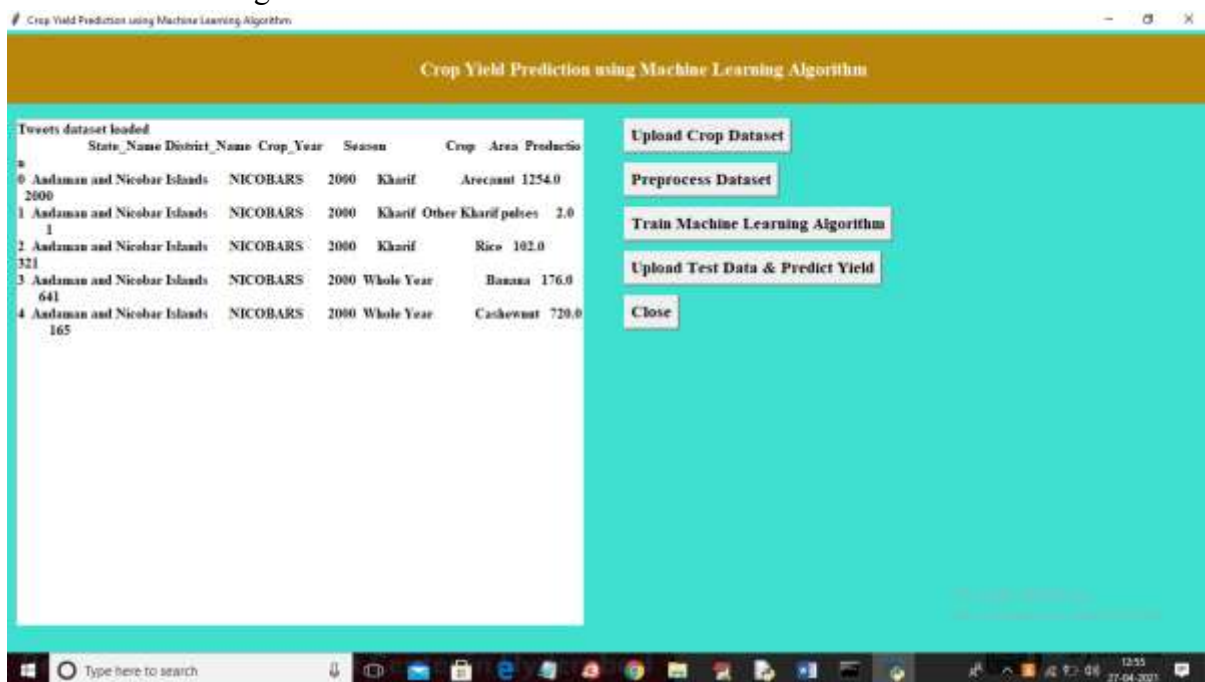 Crop Yield Prediction using Machine Learning Algorithm
Crop Yield Prediction using Machine Learning Algorithm
Tweets dataset loaded
State_Name District_Name Crop_Year Season Crop Area Productio
n
0 Andaman and Nicobar Islands NICOBARS 2000 Kharif Arecanut 1254.0
2000
1 Andaman and Nicobar Islands NICOBARS 2000 Kharif Other Kharif pulses 2.0
1
2 Andaman and Nicobar Islands NICOBARS 2000 Kharif Rice 102.0
321
3 Andaman and Nicobar Islands NICOBARS 2000 Whole Year Banana 176.0
641
4 Andaman and Nicobar Islands NICOBARS 2000 Whole Year Cashewnut 720.0
165
Upload Crop Dataset
Preprocess Dataset
Train Machine Learning Algorithm
Upload Test Data & Predict Yield
Close
Type here to search
12:55
27-04-2021